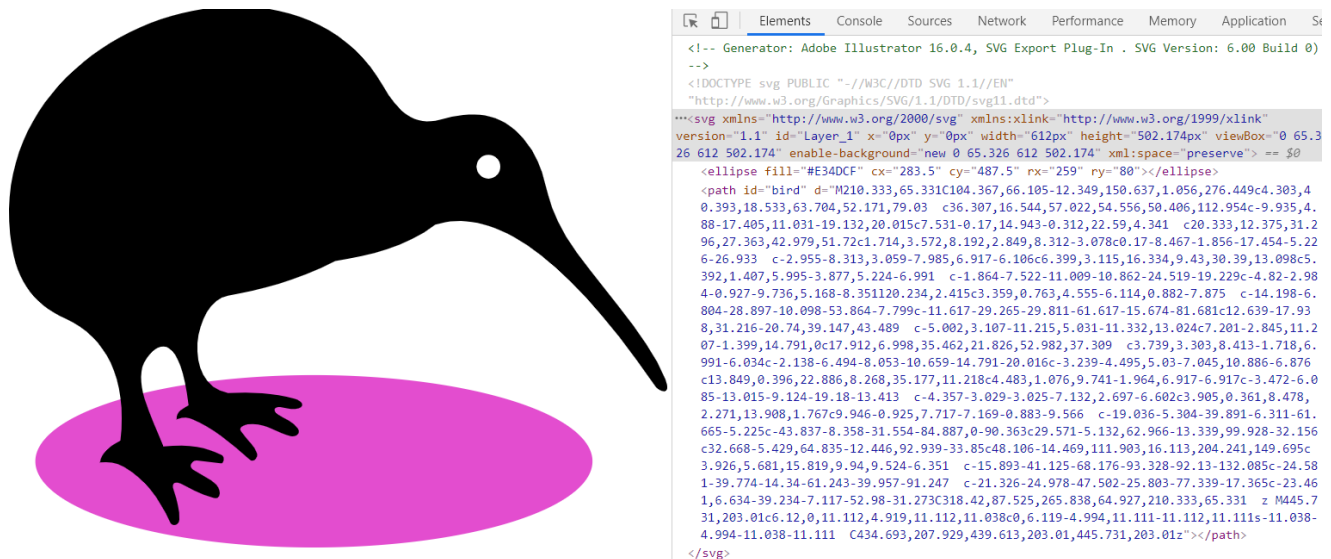 Elements Console Sources Network Performance Memory Application Se
<!-- Generator: Adobe Illustrator 16.0.4, SVG Export Plug-In . SVG Version: 6.00 Build 0)
-->
<!DOCTYPE svg PUBLIC "-//W3C//DTD SVG 1.1//EN"
"http://www.w3.org/Graphics/SVG/1.1/DTD/svg11.dtd">
…<svg xmlns="http://www.w3.org/2000/svg" xmlns:xlink="http://www.w3.org/1999/xlink"
version="1.1" id="Layer_1" x="0px" y="0px" width="612px" height="502.174px" viewBox="0 65.3
26 612 502.174" enable-background="new 0 65.326 612 502.174" xml:space="preserve"> == $0
<ellipse fill="#E34DCF" cx="283.5" cy="487.5" rx="259" ry="80"></ellipse>
<path id="bird" d="M210.333,65.331C104.367,66.105-12.349,150.637,1.056,276.449c4.303,4
0.393,18.533,63.704,52.171,79.03 c36.307,16.544,57.022,54.556,50.406,112.954c-9.935,4.
88-17.405,11.031-19.132,20.015c7.531-0.17,14.943-0.312,22.59,4.341 c20.333,12.375,31.2
96,27.363,42.979,51.72c1.714,3.572,8.192,2.849,8.312-3.078c0.17-8.467-1.856-17.454-5.22
6-26.933 c-2.955-8.313,3.059-7.985,6.917-6.106c6.399,3.115,16.334,9.43,30.39,13.098c5.
392,1.407,5.995-3.877,5.224-6.991 c-1.864-7.522-11.009-10.862-24.519-19.229c-4.82-2.98
4-0.927-9.736,5.168-8.351l20.234,2.415c3.359,0.763,4.555-6.114,0.882-7.875 c-14.198-6.
804-28.897-10.098-53.864-7.799c-11.617-29.265-29.811-61.617-15.674-81.681c12.639-17.93
8,31.216-20.74,39.147,43.489 c-5.002,3.107-11.215,5.031-11.332,13.024c7.201-2.845,11.2
07-1.399,14.791,0c17.912,6.998,35.462,21.826,52.982,37.309 c3.739,3.303,8.413-1.718,6.
991-6.034c-2.138-6.494-8.053-10.659-14.791-20.016c-3.239-4.495,5.03-7.045,10.886-6.876
c13.849,0.396,22.886,8.268,35.177,11.218c4.483,1.076,9.741-1.964,6.917-6.917c-3.472-6.0
85-13.015-9.124-19.18-13.413 c-4.357-3.029-3.025-7.132,2.697-6.602c3.905,0.361,8.478,
2.271,13.908,1.767c9.946-0.925,7.717-7.169-0.883-9.566 c-19.036-5.304-39.891-6.311-61.
665-5.225c-43.837-8.358-31.554-84.887,0-90.363c29.571-5.132,62.966-13.339,99.928-32.156
c32.668-5.429,64.835-12.446,92.939-33.85c48.106-14.469,111.903,16.113,204.241,149.695c
3.926,5.681,15.819,9.94,9.524-6.351 c-15.893-41.125-68.176-93.328-92.13-132.085c-24.58
1-39.774-14.34-61.243-39.957-91.247 c-21.326-24.978-47.502-25.803-77.339-17.365c-23.46
1,6.634-39.234-7.117-52.98-31.273C318.42,87.525,265.838,64.927,210.333,65.331 z M445.7
31,203.01c6.12,0,11.112,4.919,11.112,11.038c0,6.119-4.994,11.111-11.112,11.111s-11.038-
4.994-11.038-11.111 C434.693,207.929,439.613,203.01,445.731,203.01z"></path>
</svg>